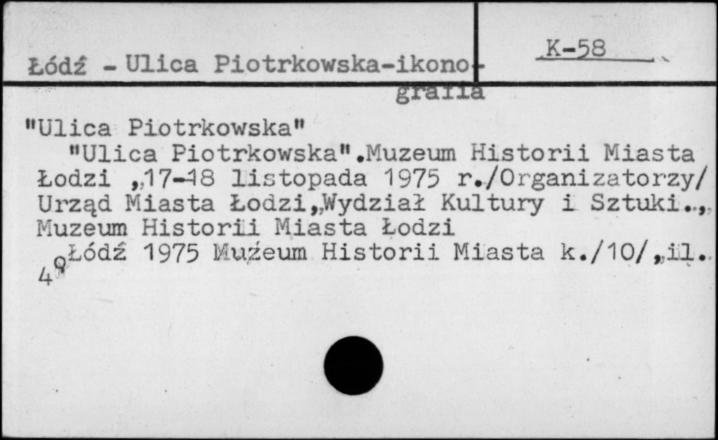 K-58
Łódź - Ulica Piotrkowska-ikono-
grafia
"Ulica Piotrkowska"
"Ulica Piotrkowska".Muzeum Historii Miasta
Łodzi ,,17-18 listopada 1975 r./Organizatorzy/
Urząd Miasta Łodzi,,Wydział Kultury i Sztuki..,
Muzeum Historii Miasta Łodzi
Łódź 1975 Muzeum Historii Miasta k./10/,,il.
4°